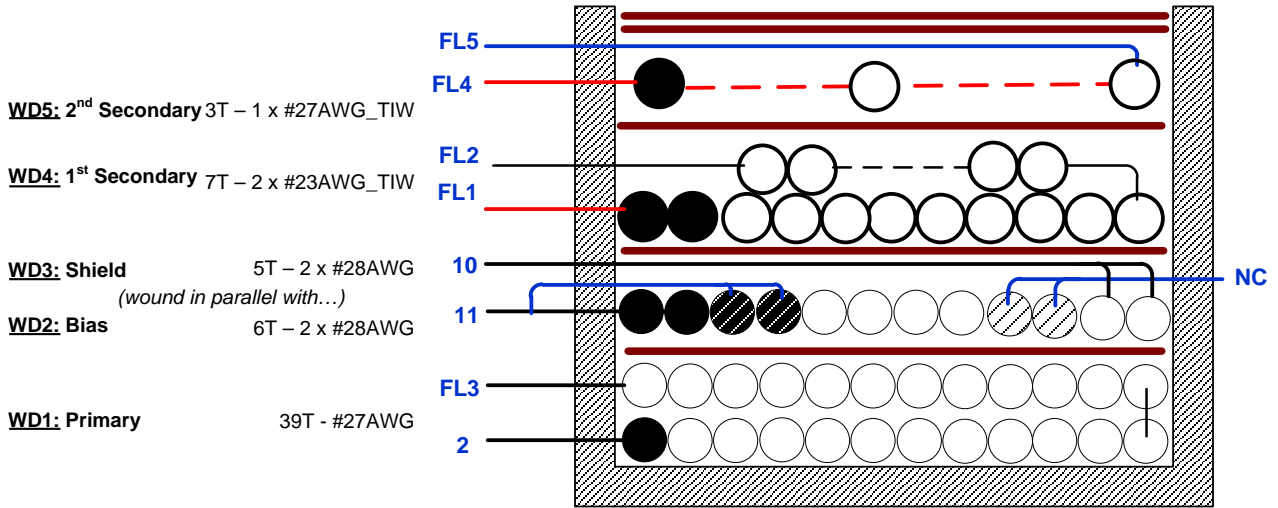 FL5
FL4
WD5: 2nd Secondary 3T – 1 x #27AWG_TIW
FL2
WD4: 1st Secondary 7T – 2 x #23AWG_TIW
FL1
WD3: Shield 5T – 2 x #28AWG
10
NC
(wound in parallel with…)
11
WD2: Bias 6T – 2 x #28AWG
FL3
WD1: Primary 39T - #27AWG
2